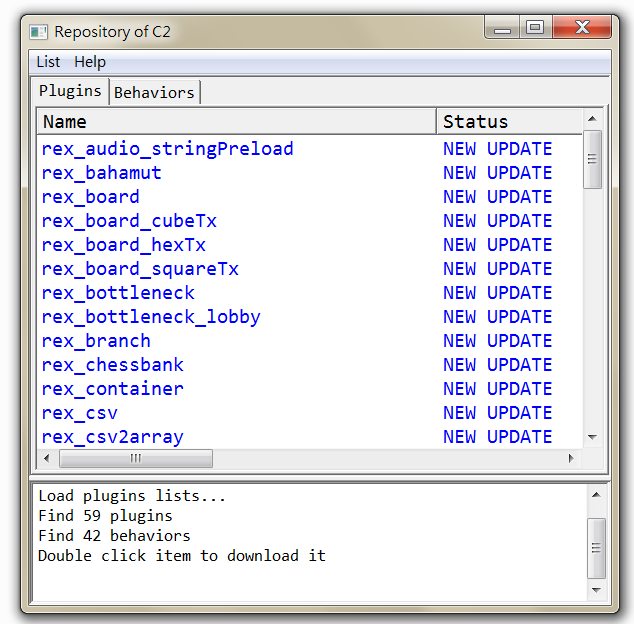 Repository of C2
List Help
Plugins Behaviors
Name Status
rex_audio_stringPreload NEW UPDATE
rex_bahamut NEW UPDATE
rex_board NEW UPDATE
rex_board_cubeTx NEW UPDATE
rex_board_hexTx NEW UPDATE
rex_board_squareTx NEW UPDATE
rex_bottleneck NEW UPDATE
rex_bottleneck_lobby NEW UPDATE
rex_branch NEW UPDATE
rex_chessbank NEW UPDATE
rex_container NEW UPDATE
rex_csv NEW UPDATE
rex_csv2array NEW UPDATE
Load plugins lists...
Find 59 plugins
Find 42 behaviors
Double click item to download it